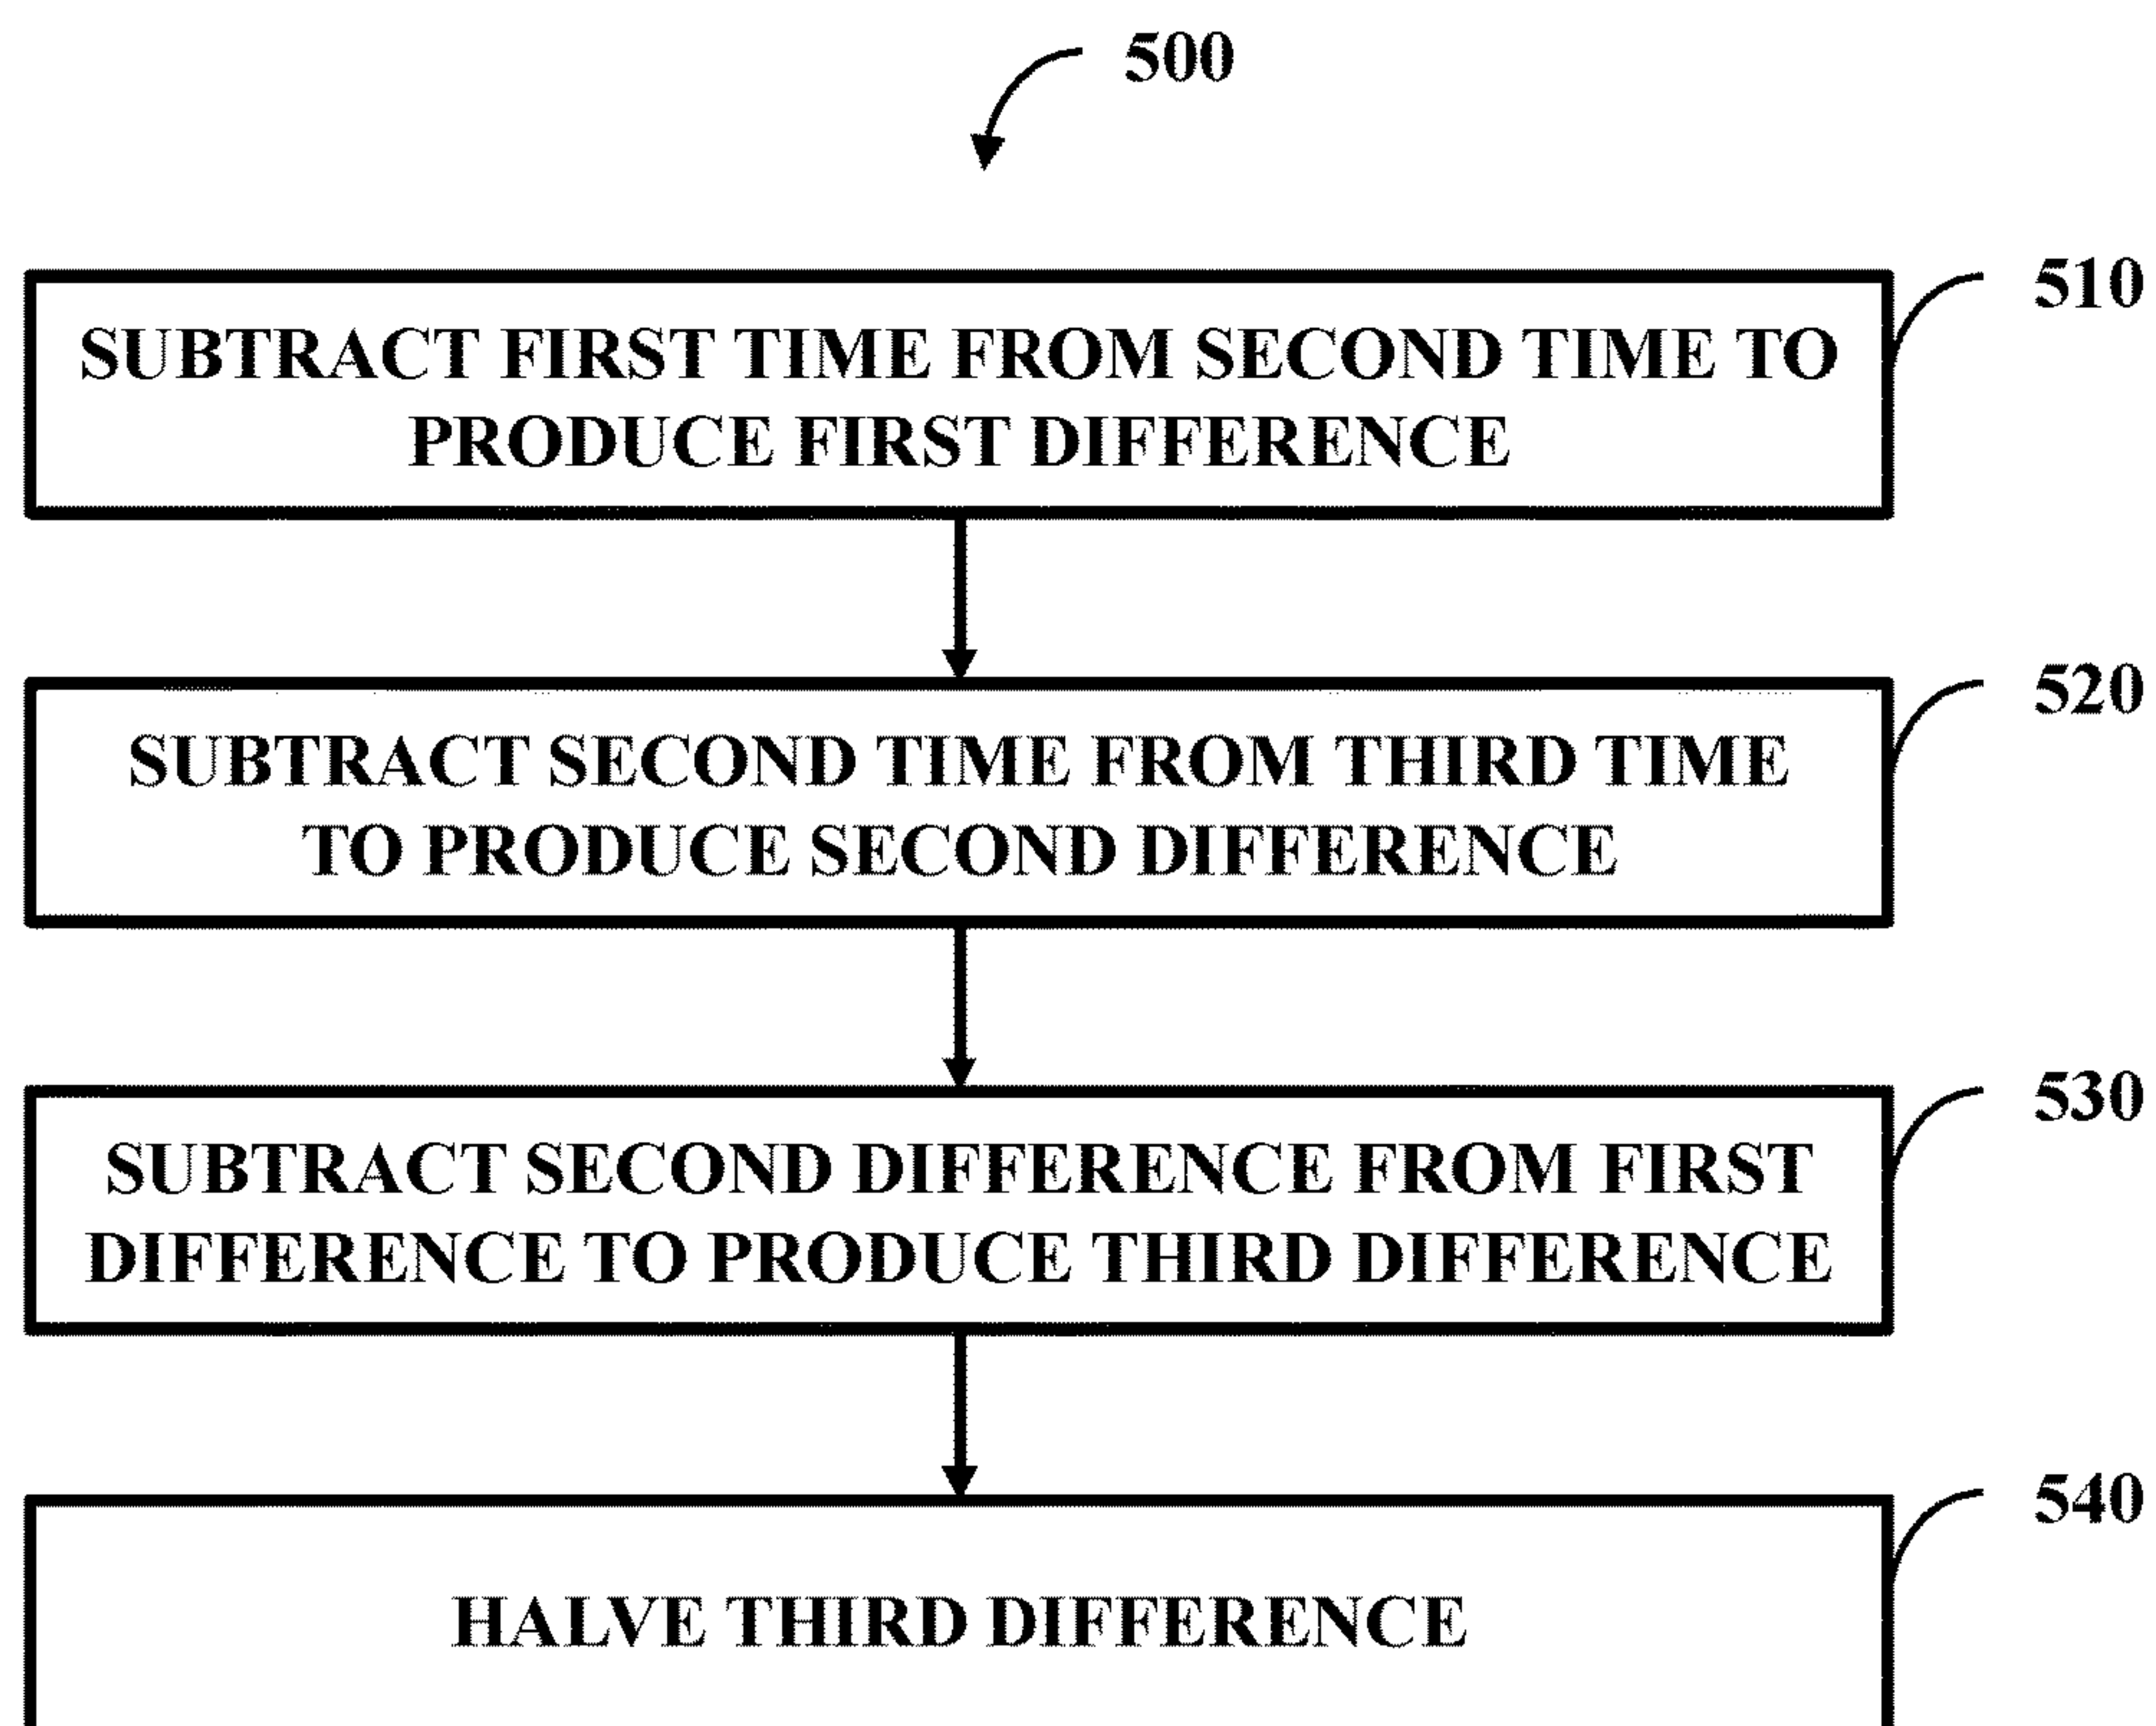 500
510
SUBTRACT FIRST TIME FROM SECOND TIME TO
PRODUCE FIRST DIFFERENCE
520
SUBTRACT SECOND TIME FROM THIRD TIME
TO PRODUCE SECOND DIFFERENCE
530
SUBTRACT SECOND DIFFERENCE FROM FIRST
DIFFERENCE TO PRODUCE THIRD DIFFERENCE
540
HALVE THIRD DIFFERENCE